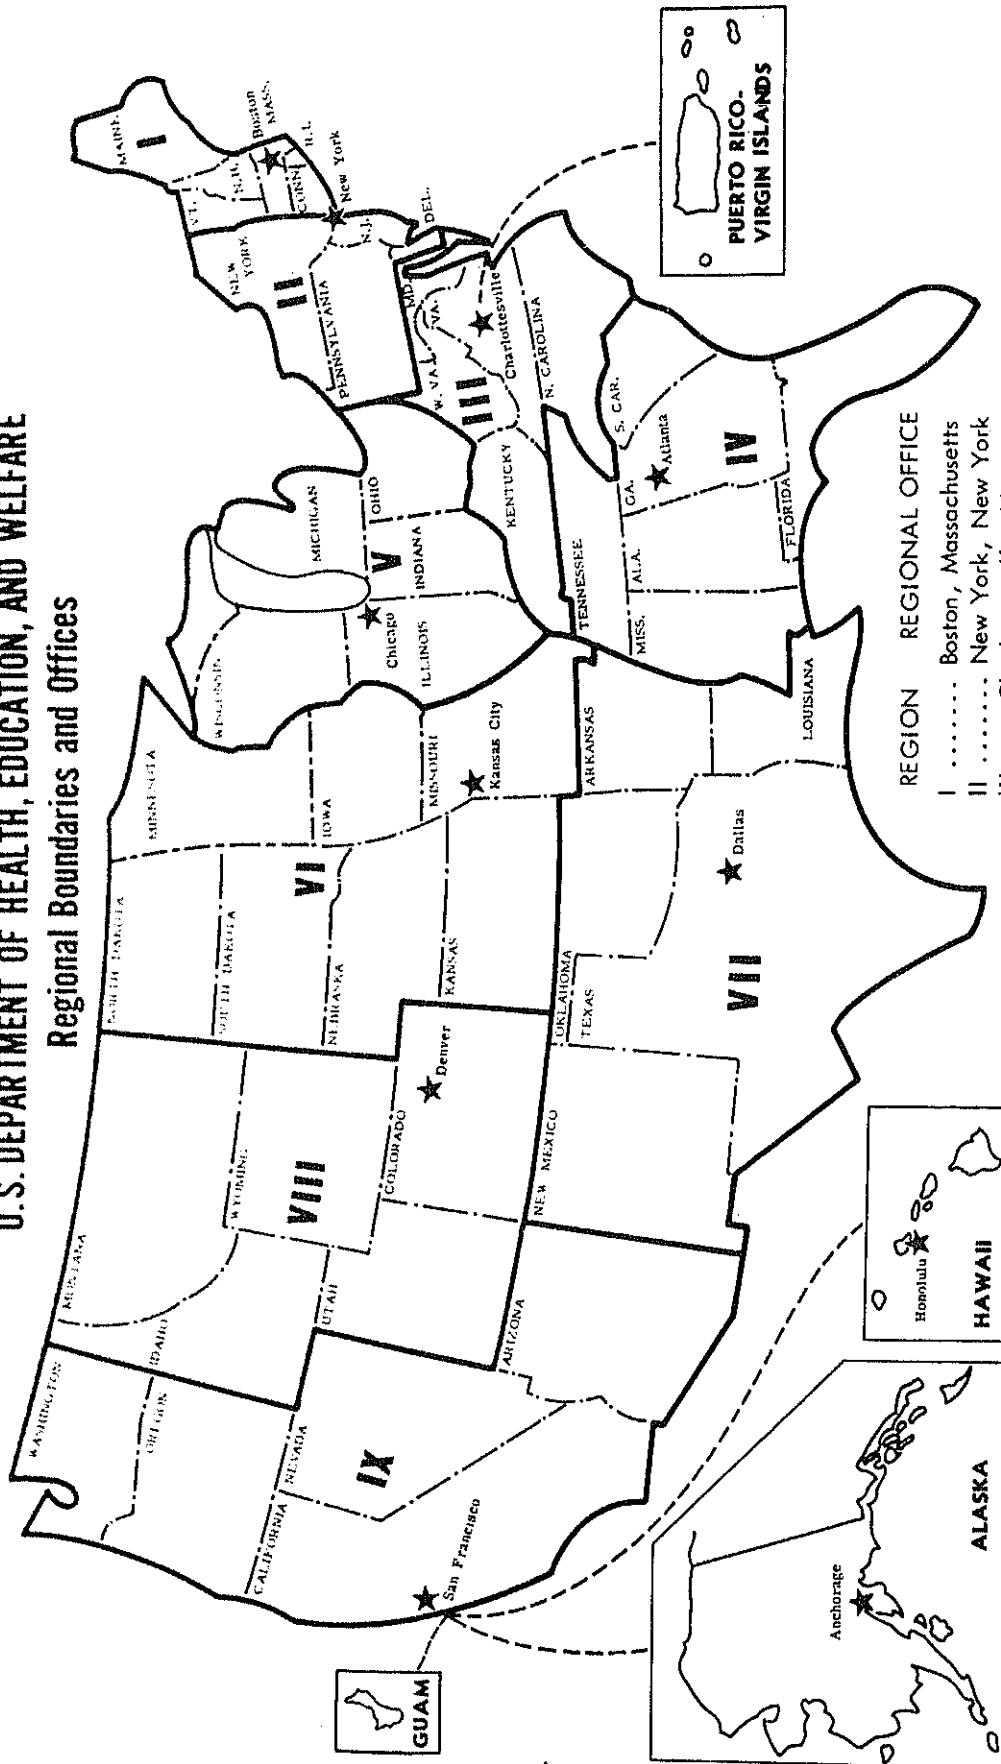 U.S. DEPARTMENT OF HEALTH, EDUCATION, AND WELFARE
Regional Boundaries and Offices
WASHINGTON
OREGON
IDAHO
MONTANA
WYOMING
VIII
NORTH DAKOTA
SOUTH DAKOTA
MINNESOTA
WISCONSIN
MICHIGAN
NEW YORK
VT.
N.H.
MAINE
I
Boston
MASS.
CONN.
R.I.
New York
II
PENNSYLVANIA
N.J.
CALIFORNIA
NEVADA
UTAH
COLORADO
Denver
NEBRASKA
VI
IOWA
KANSAS
MISSOURI
Kansas City
Chicago
ILLINOIS
V
INDIANA
OHIO
W. VA.
VA.
MD.
DEL.
III
Charlottesville
KENTUCKY
N. CAROLINA
IX
San Francisco
ARIZONA
NEW MEXICO
OKLAHOMA
TEXAS
ARKANSAS
TENNESSEE
MISS.
ALA.
GA.
S. CAR.
Atlanta
IV
VII
Dallas
LOUISIANA
FLORIDA
GUAM
PUERTO RICO-
VIRGIN ISLANDS
Anchorage
ALASKA
Honolulu
HAWAII
REGION REGIONAL OFFICE
I ....... Boston, Massachusetts
II ....... New York, New York